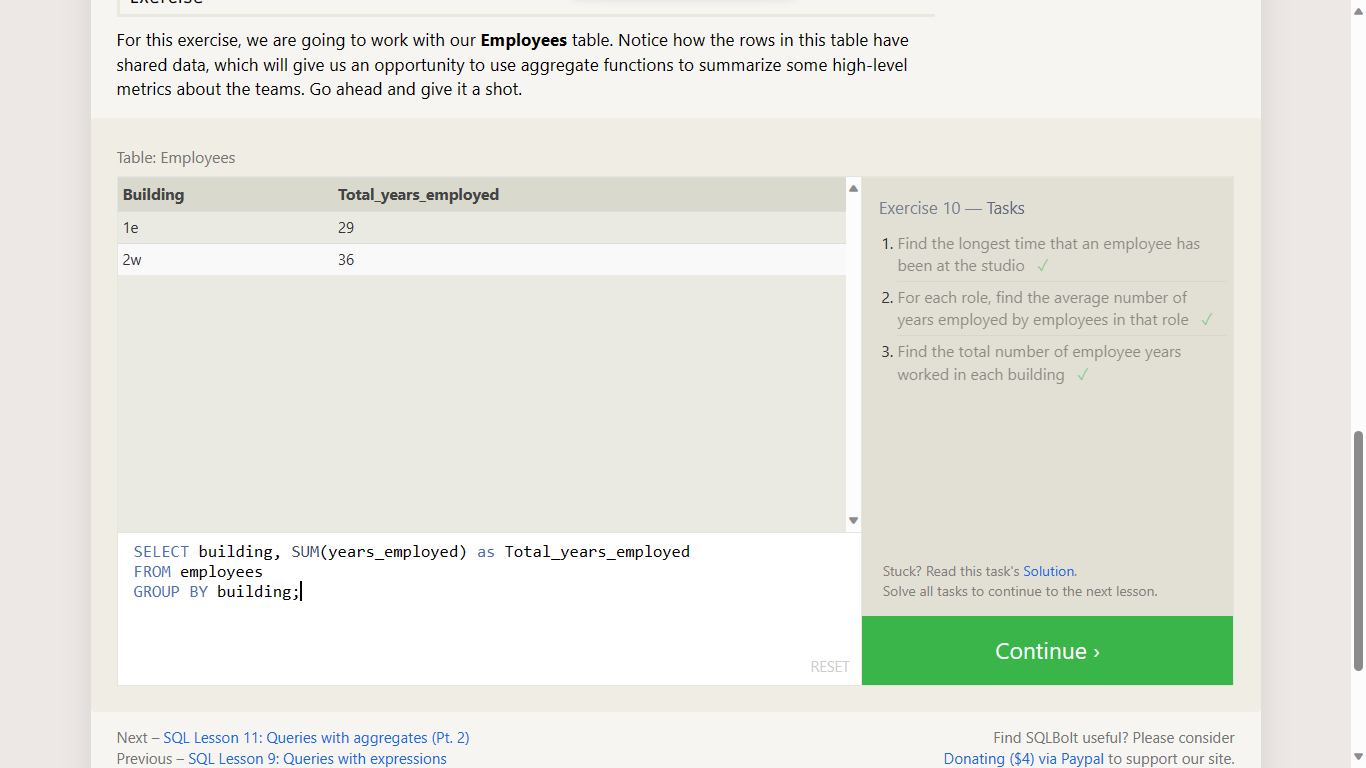 Exercise
For this exercise, we are going to work with our Employees table. Notice how the rows in this table have
shared data, which will give us an opportunity to use aggregate functions to summarize some high-level
metrics about the teams. Go ahead and give it a shot.
Table: Employees
Building Total_years_employed
1e 29
2w 36
SELECT building, SUM(years_employed) as Total_years_employed
FROM employees
GROUP BY building;
RESET
Exercise 10 — Tasks
1. Find the longest time that an employee has
been at the studio ✓
2. For each role, find the average number of
years employed by employees in that role ✓
3. Find the total number of employee years
worked in each building ✓
Stuck? Read this task's Solution.
Solve all tasks to continue to the next lesson.
Continue ›
Next – SQL Lesson 11: Queries with aggregates (Pt. 2)
Previous – SQL Lesson 9: Queries with expressions
Find SQLBolt useful? Please consider
Donating ($4) via Paypal to support our site.